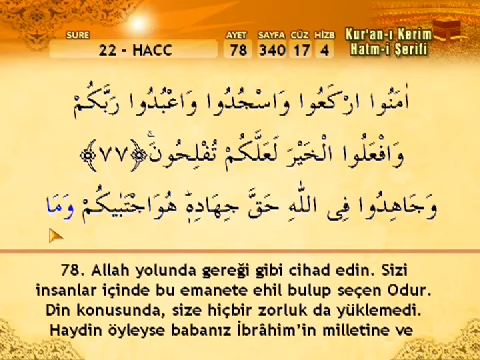 SURE AYET SAYFA CÜZ HİZB
22 - HACC 78 340 17 4
Kur'an-ı Kerim
Hatm-i Şerifi
اٰمَنُوا ارْكَعُوا وَاسْجُدُوا وَاعْبُدُوا رَبَّكُمْ
وَافْعَلُوا الْخَيْرَ لَعَلَّكُمْ تُفْلِحُونَۚ ﴿٧٧﴾
وَجَاهِدُوا فِى اللّٰهِ حَقَّ جِهَادِهٖ هُوَاجْتَبٰيكُمْ وَمَا
78. Allah yolunda gereği gibi cihad edin. Sizi
insanlar içinde bu emanete ehil bulup seçen Odur.
Din konusunda, size hiçbir zorluk da yüklemedi.
Haydin öyleyse babanız İbrâhim’in milletine ve